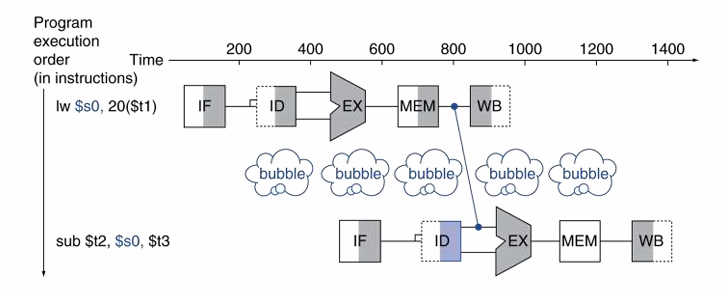 Program
execution
order
(in instructions)
Time
200 400 600 800 1000 1200 1400
lw $s0, 20($t1)
IF ID EX MEM WB
bubble bubble bubble bubble bubble
sub $t2, $s0, $t3
IF ID EX MEM WB